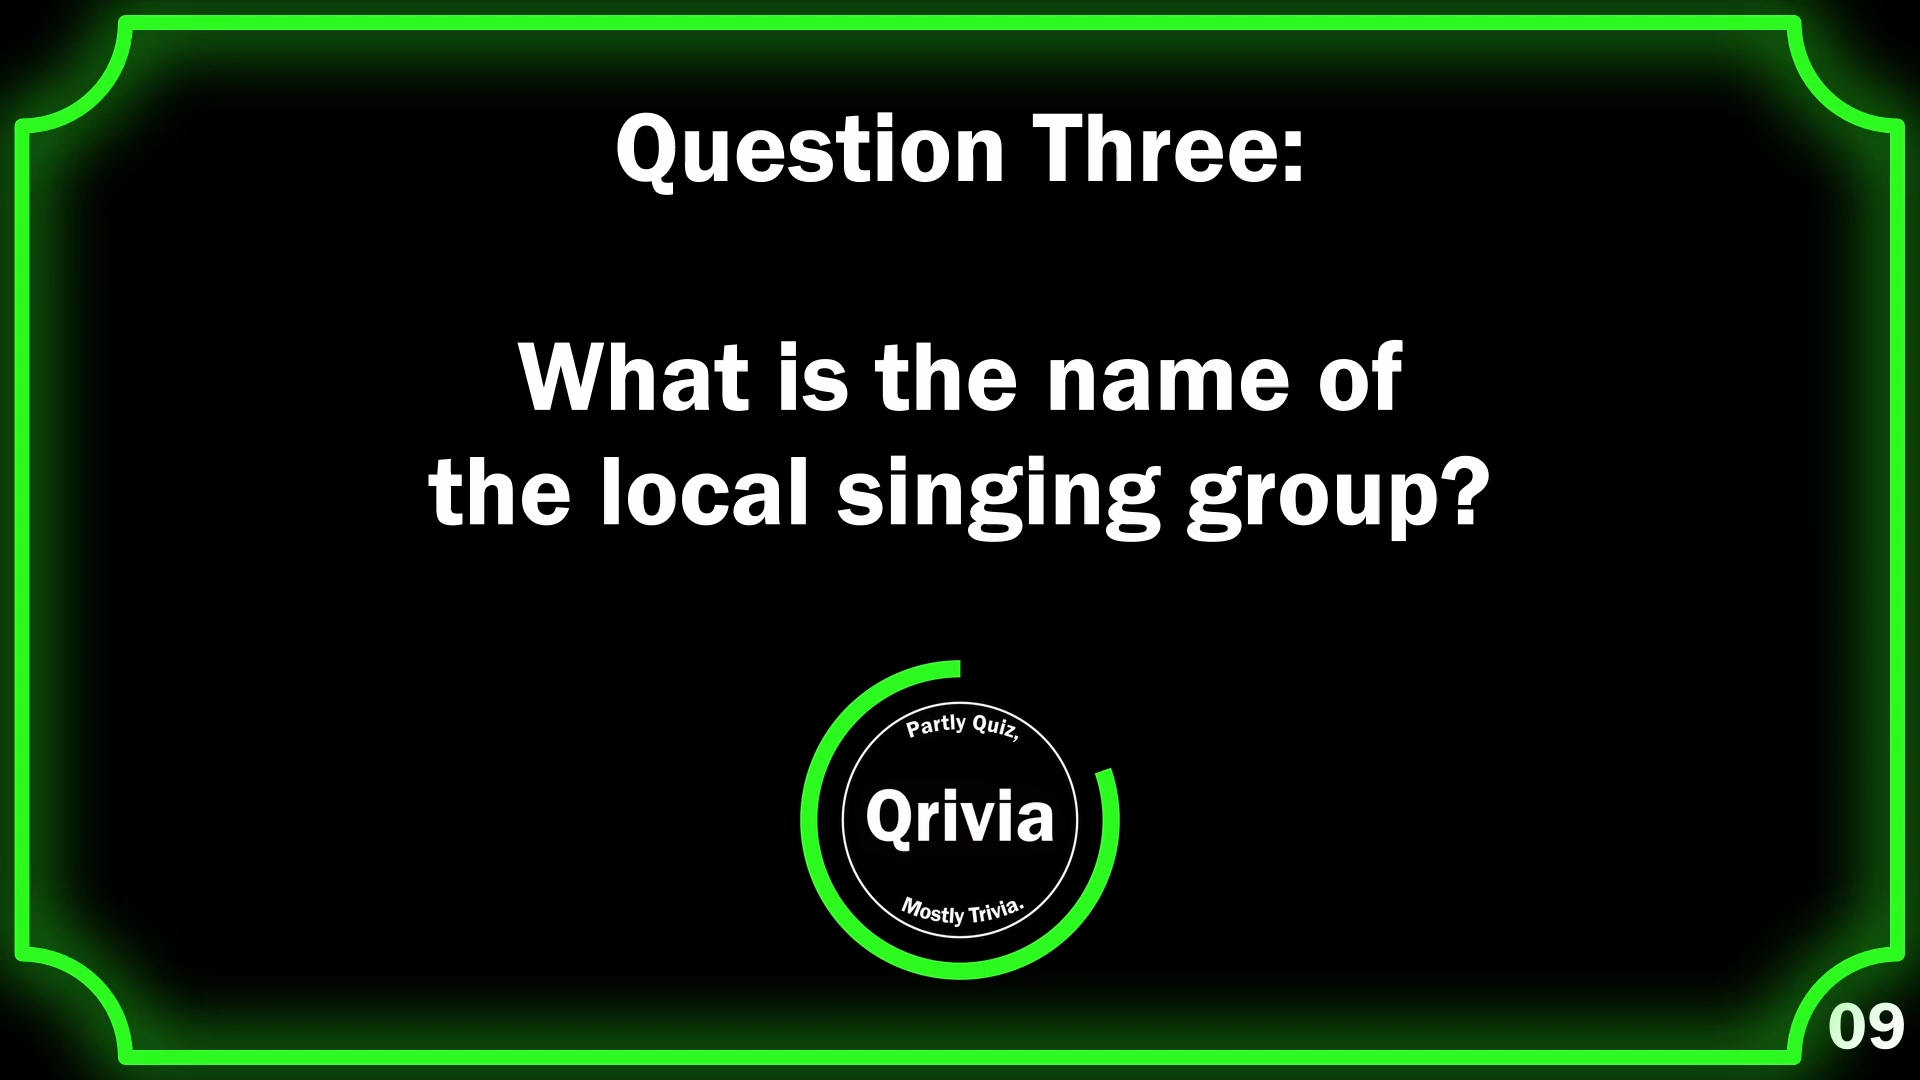 Question Three:
What is the name of
the local singing group?
Partly Quiz,
Qrivia
Mostly Trivia.
09